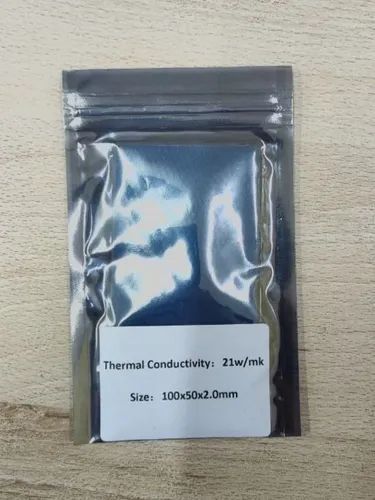 Thermal Conductivity：21w/mk
Size：100x50x2.0mm